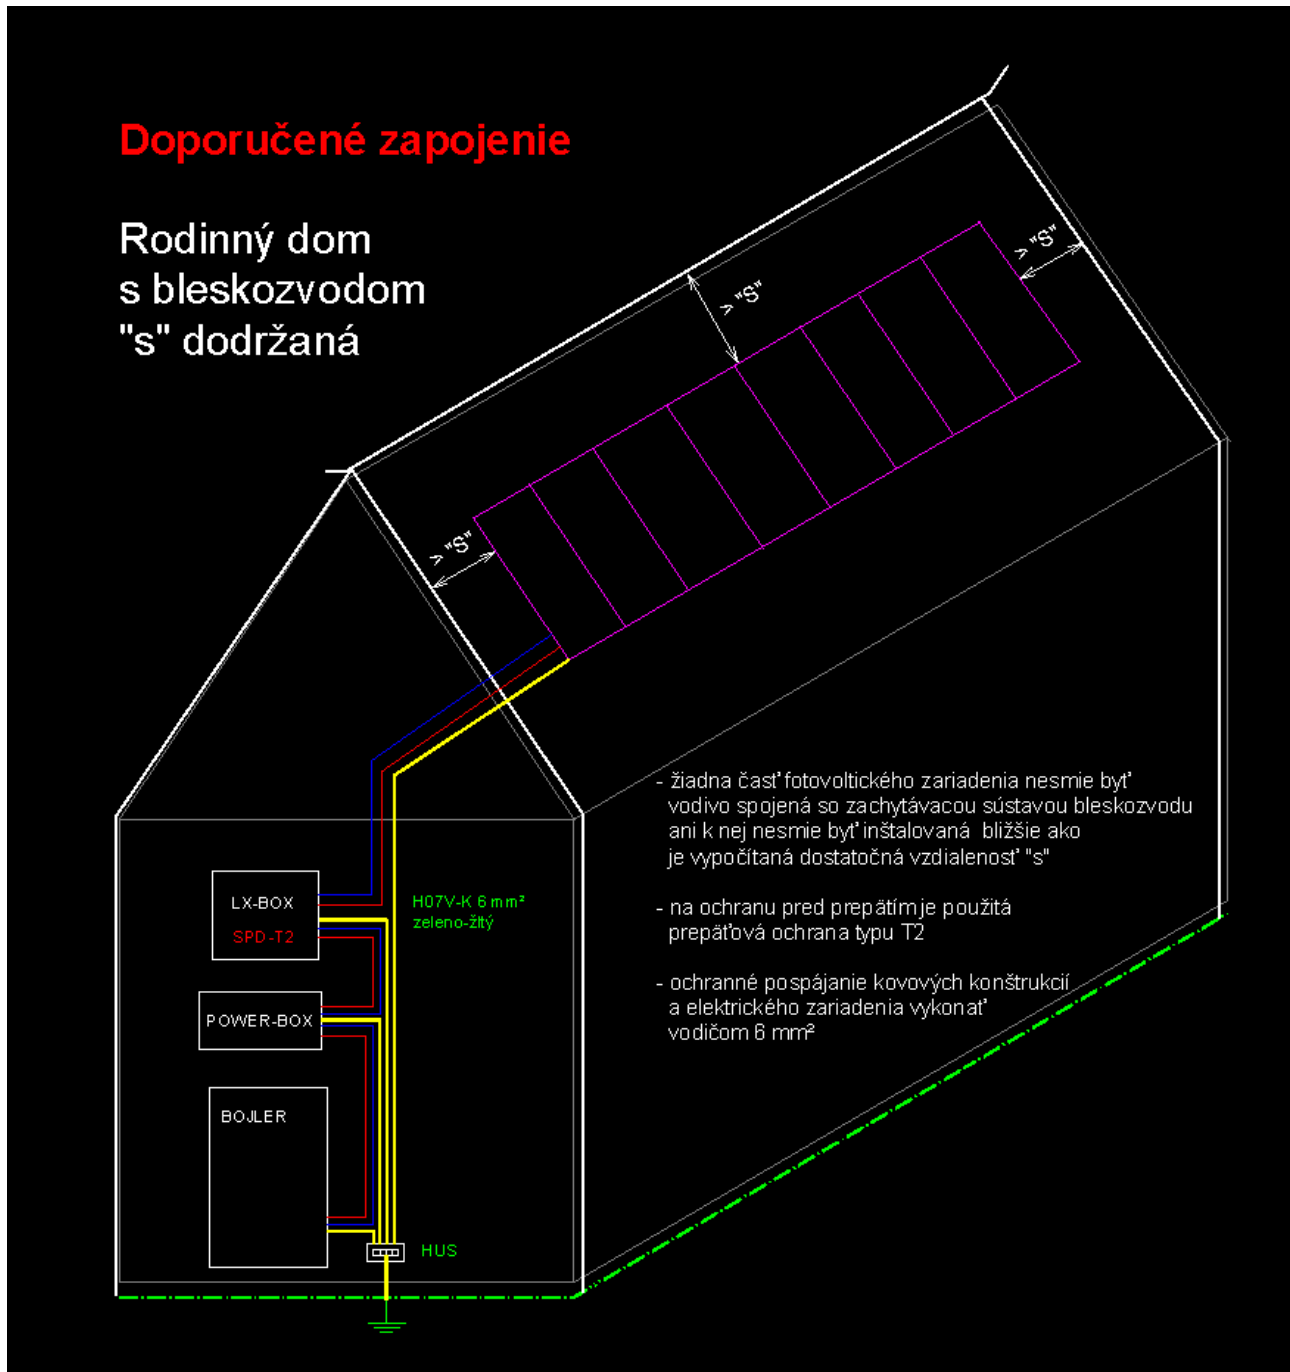 Doporučené zapojenie
Rodinný dom
s bleskozvodom
"s" dodržaná
> "S"
> "S"
> "S"
- žiadna časť fotovoltického zariadenia nesmie byť
vodivo spojená so zachytávacou sústavou bleskozvodu
ani k nej nesmie byť inštalovaná bližšie ako
je vypočítaná dostatočná vzdialenosť "s"
- na ochranu pred prepätím je použitá
prepäťová ochrana typu T2
- ochranné pospájanie kovových konštrukcií
a elektrického zariadenia vykonať
vodičom 6 mm²
LX-BOX
SPD-T2
H07V-K 6 mm²
zeleno-žltý
POWER-BOX
BOJLER
HUS